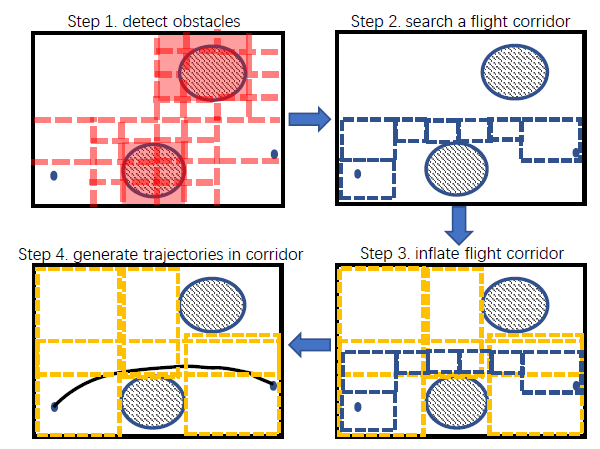 Step 1. detect obstacles
Step 2. search a flight corridor
Step 4. generate trajectories in corridor
Step 3. inflate flight corridor